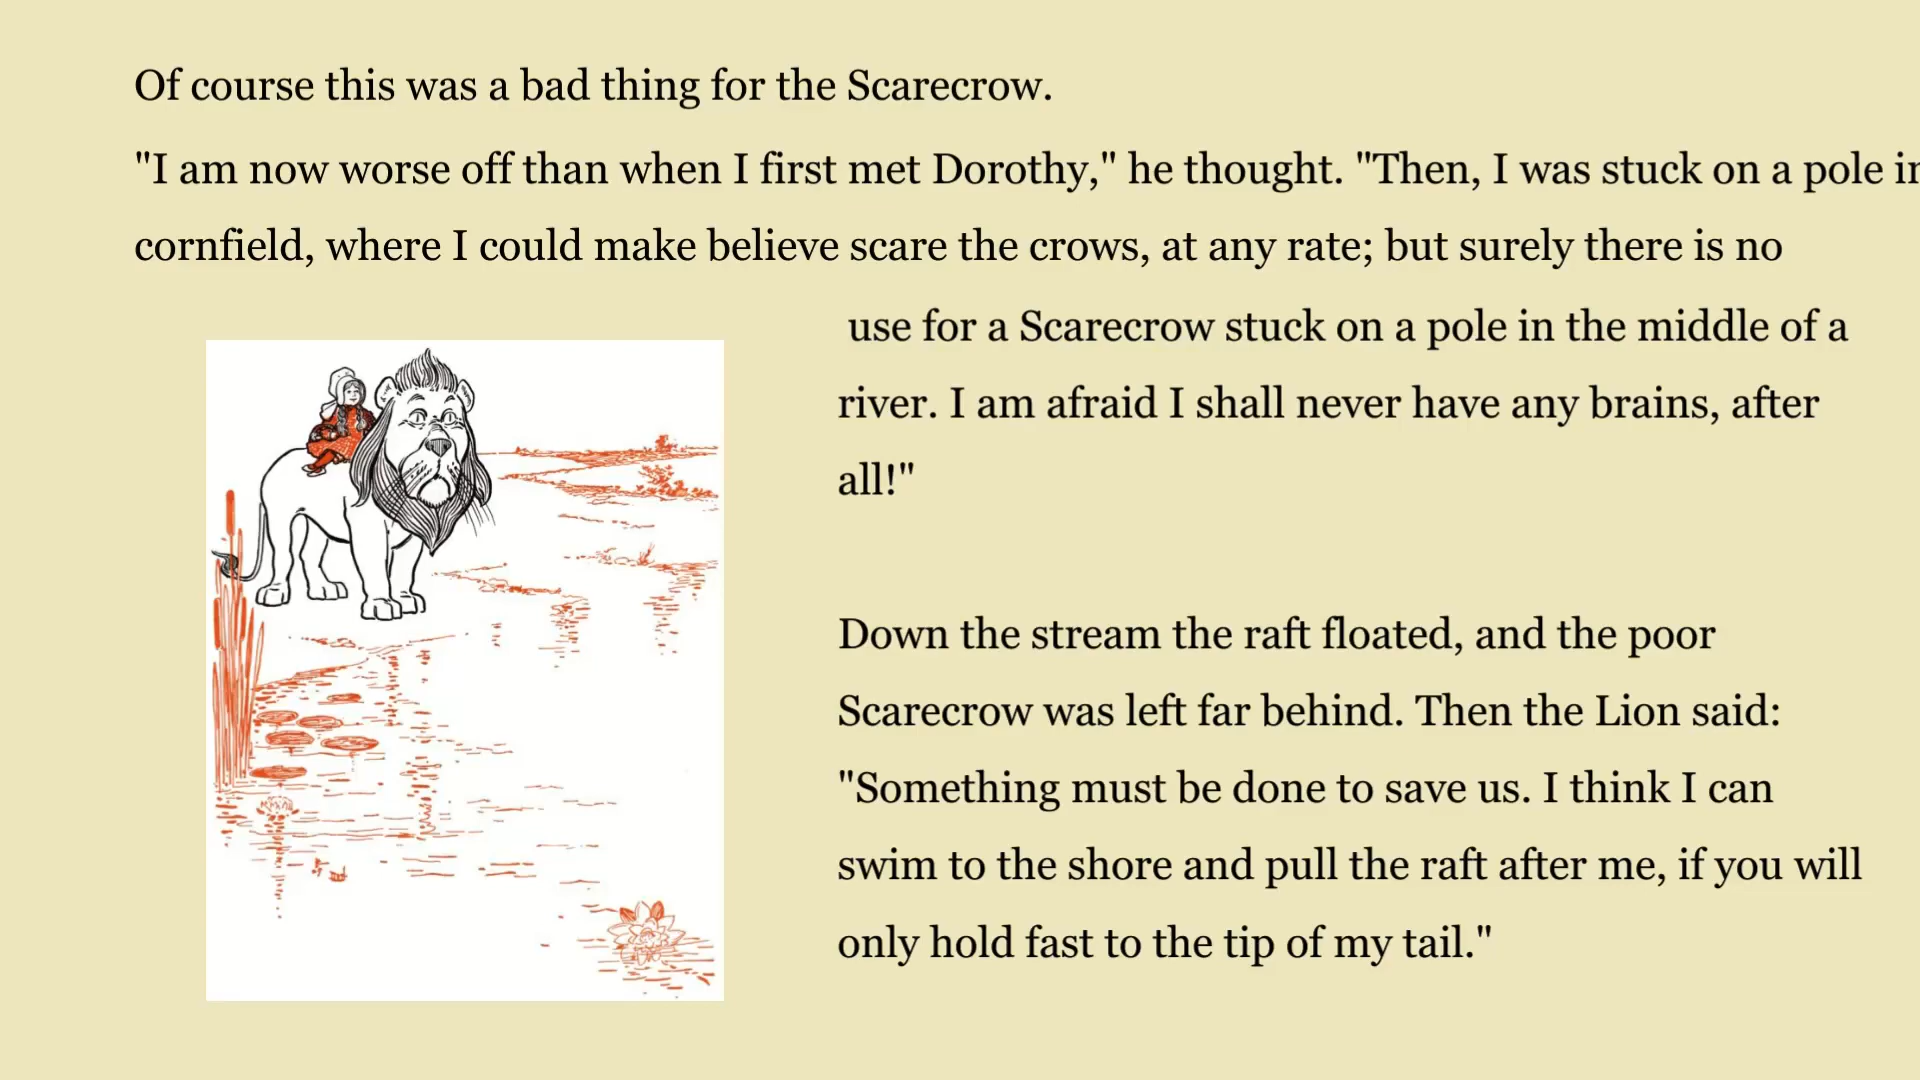 Of course this was a bad thing for the Scarecrow.
"I am now worse off than when I first met Dorothy," he thought. "Then, I was stuck on a pole
cornfield, where I could make believe scare the crows, at any rate; but surely there is no
use for a Scarecrow stuck on a pole in the middle of a
river. I am afraid I shall never have any brains, after
all!"
Down the stream the raft floated, and the poor
Scarecrow was left far behind. Then the Lion said:
"Something must be done to save us. I think I can
swim to the shore and pull the raft after me, if you will
only hold fast to the tip of my tail."